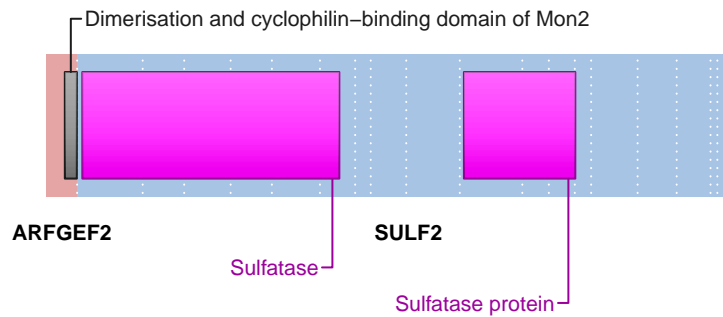 Dimerisation and cyclophilin−binding domain of Mon2
ARFGEF2 SULF2
Sulfatase
Sulfatase protein